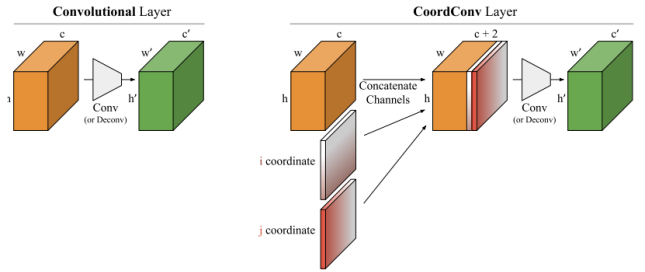 Convolutional Layer
c
w
c′
w′
h′
Conv
(or Deconv)
CoordConv Layer
c
w
h
Concatenate
Channels
c + 2
w
h
c′
w′
h′
Conv
(or Deconv)
i coordinate
j coordinate